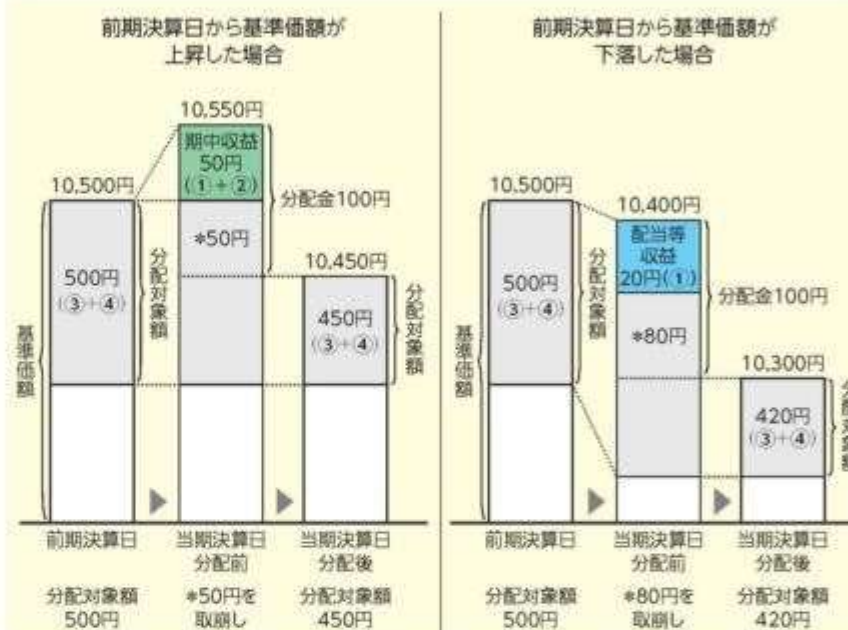 前期決算日から基準価額が
上昇した場合
10,550円
期中収益
50円
(①+②)
10,500円
分配金100円
*50円
10,450円
500円
(③+④)
分配対象額
450円
(③+④)
分配対象額
基準価額
前期決算日
当期決算日
分配前
当期決算日
分配後
分配対象額
500円
*50円を
取崩し
分配対象額
450円
前期決算日から基準価額が
下落した場合
10,500円
10,400円
配当等
収益
20円(①)
500円
(③+④)
分配対象額
分配金100円
*80円
10,300円
420円
(③+④)
分配対象額
基準価額
前期決算日
当期決算日
分配前
当期決算日
分配後
分配対象額
500円
*80円を
取崩し
分配対象額
420円